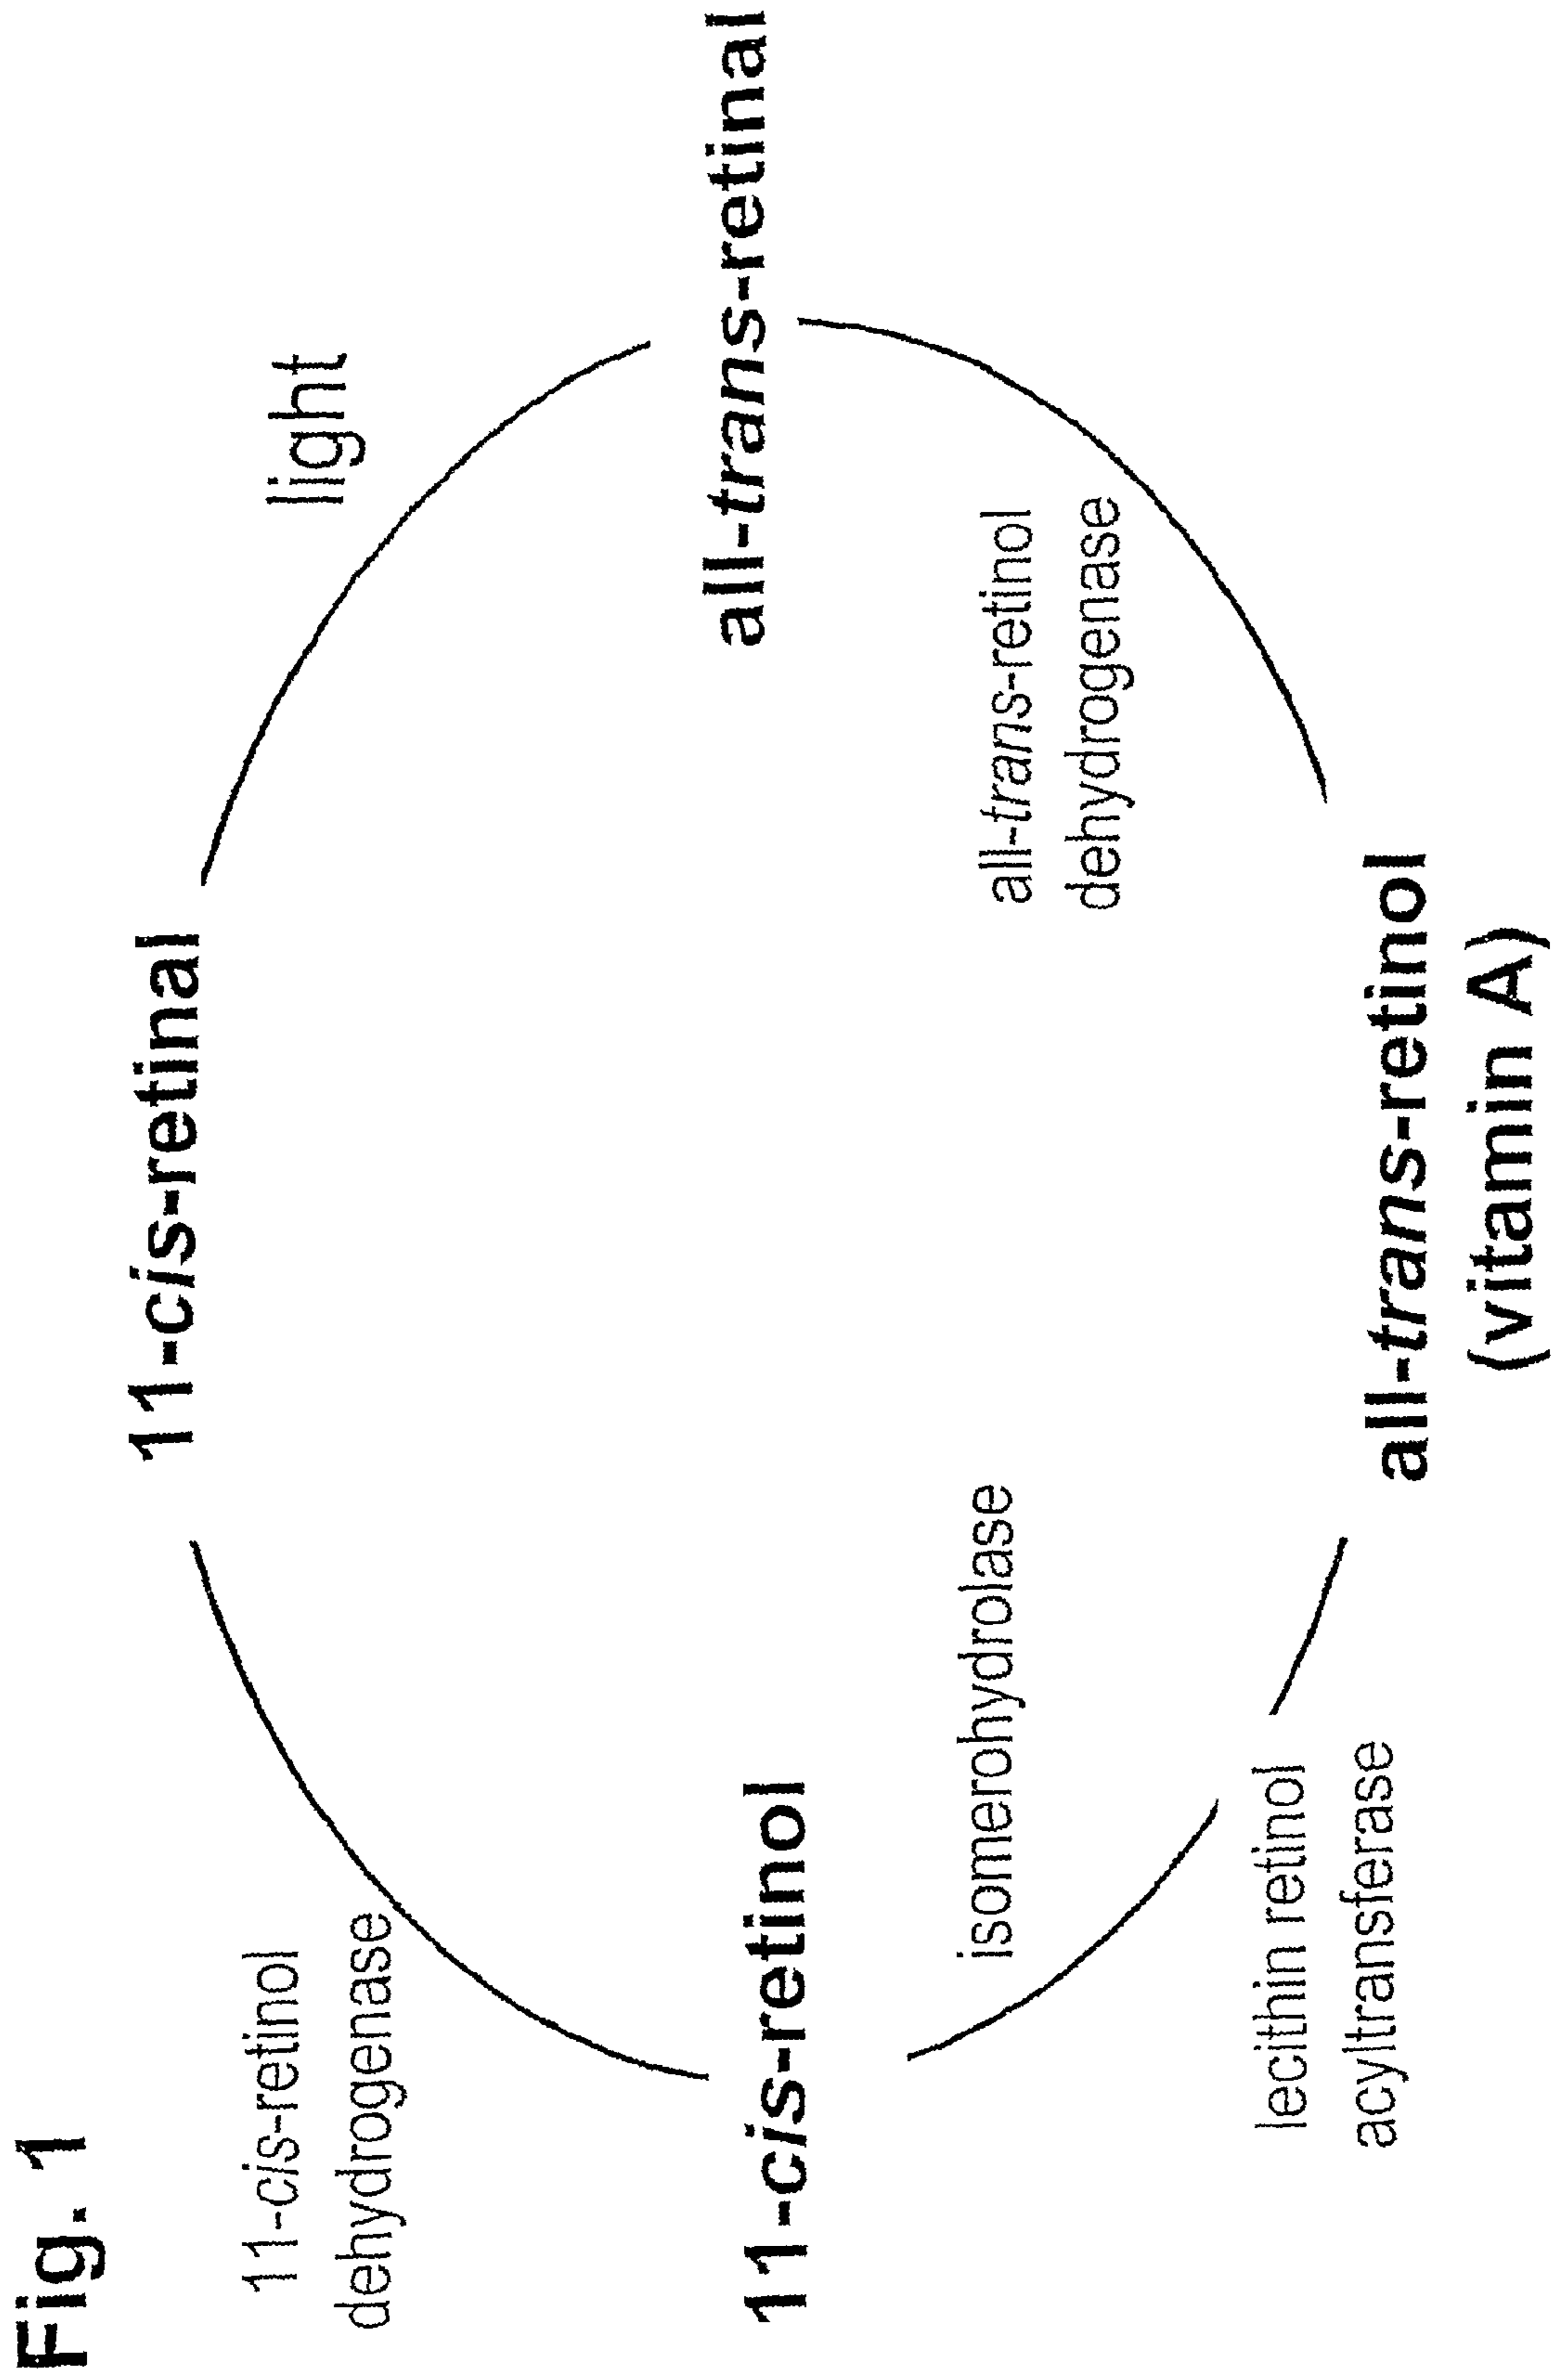 Fig. 1
11-cis-retinal
light
11-cis-retinol
dehydrogenase
all-trans-retinal
11-cis-retinol
all-trans-retinol
dehydrogenase
isomerohydrolase
lecithin retinol
acyltransferase
all-trans-retinol
(vitamin A)